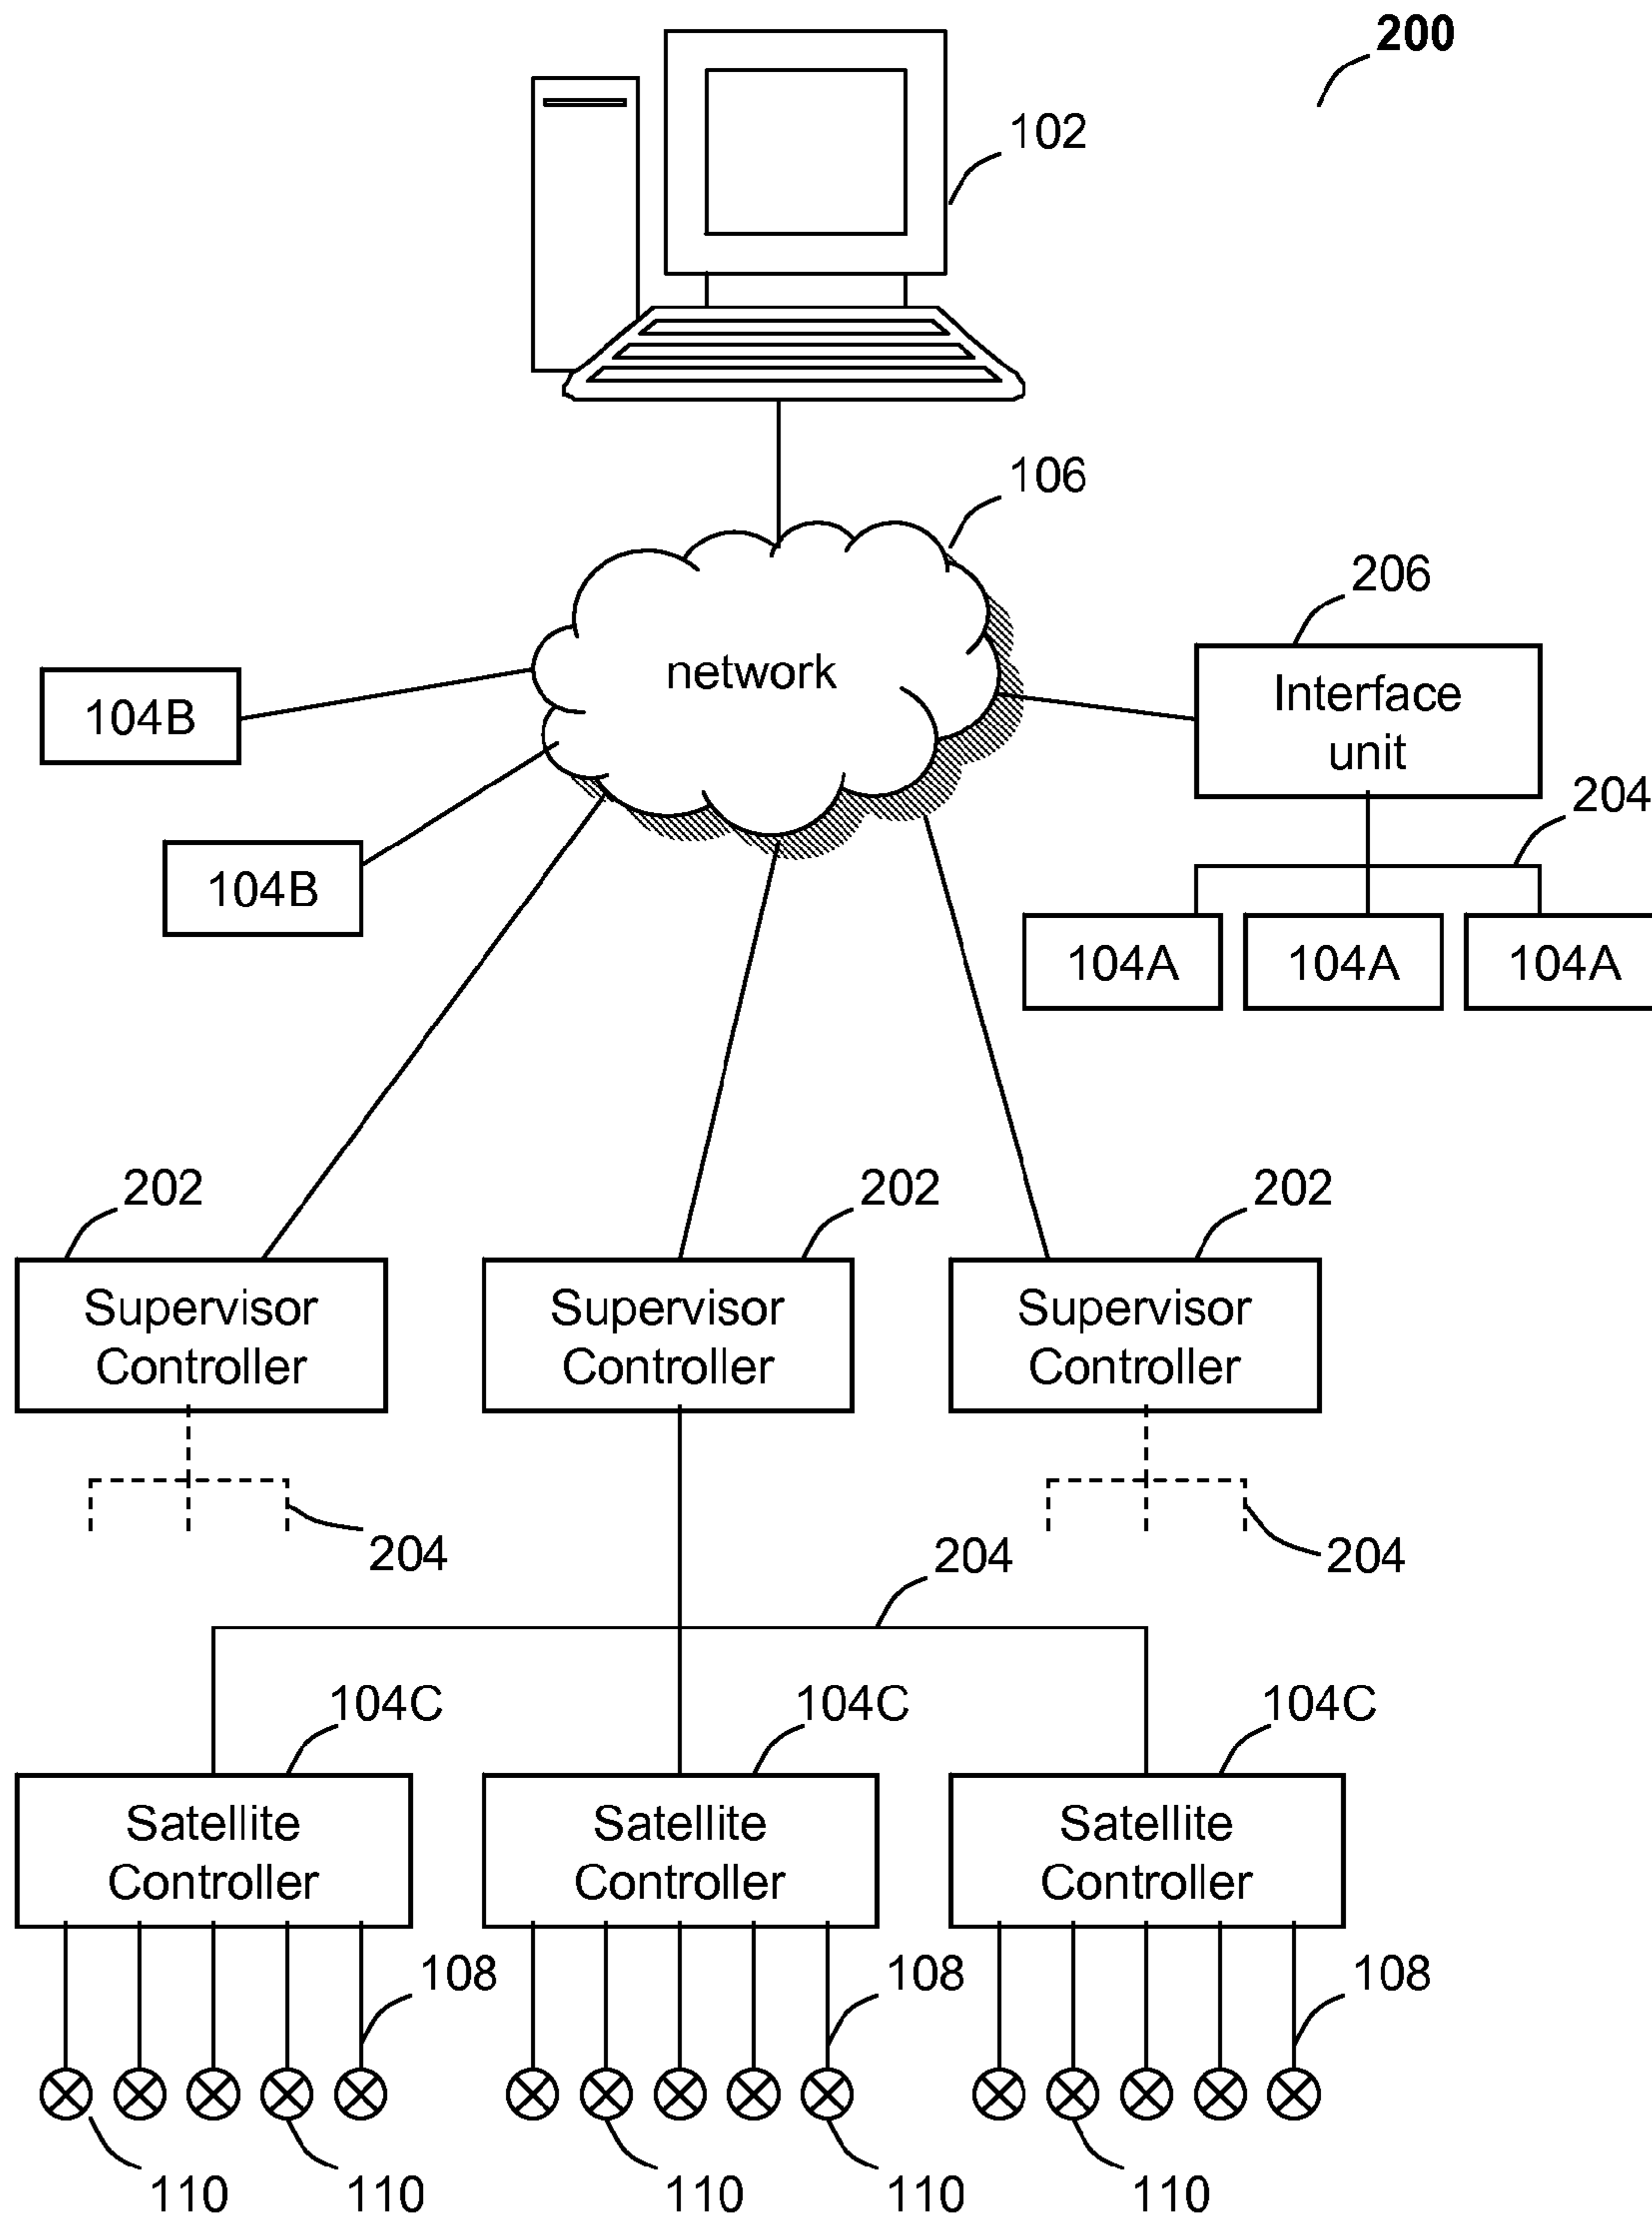 200
102
106
206
network
Interface
unit
104B
204
104B
104A 104A 104A
202 202 202
Supervisor Supervisor Supervisor
Controller Controller Controller
204 204 204
104C 104C 104C
Satellite Satellite Satellite
Controller Controller Controller
108 108 108
110 110 110 110 110